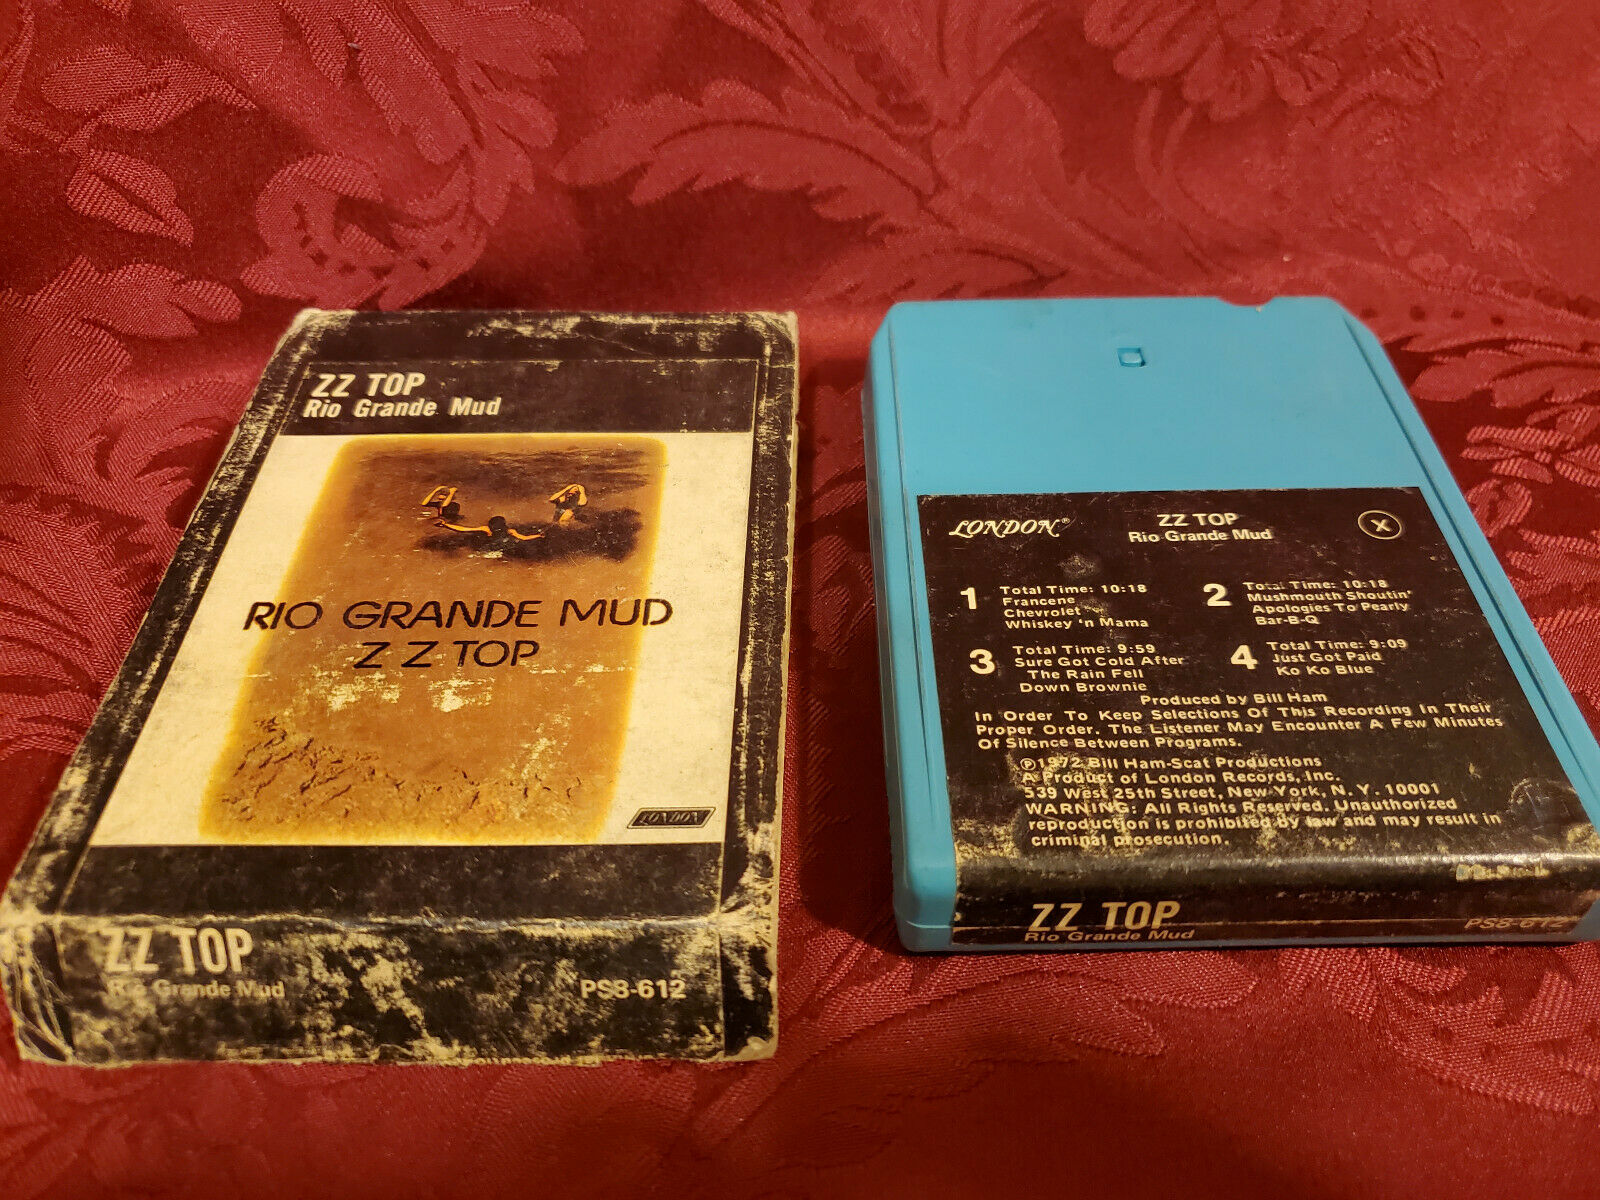 ZZ TOP
Rio Grande Mud
RIO GRANDE MUD
ZZ TOP
LONDON
ZZ TOP
Rio Grande Mud
PS8-612
LONDON®
ZZ TOP
Rio Grande Mud
X
1 Total Time: 10:18
Francene
Chevrolet
Whiskey 'n Mama
2 Total Time: 10:18
Mushmouth Shoutin'
Apologies To Pearly
Bar-B-Q
3 Total Time: 9:59
Sure Got Cold After
The Rain Fell
Down Brownie
4 Total Time: 9:09
Just Got Paid
Ko Ko Blue
Produced by Bill Ham
In Order To Keep Selections Of This Recording In Their
Proper Order. The Listener May Encounter A Few Minutes
Of Silence Between Programs.
℗1972 Bill Ham-Scat Productions
A Product of London Records, Inc.
539 West 25th Street, New York, N.Y. 10001
WARNING: All Rights Reserved. Unauthorized
reproduction is prohibited by law and may result in
criminal prosecution.
ZZ TOP
Rio Grande Mud
PS8-612